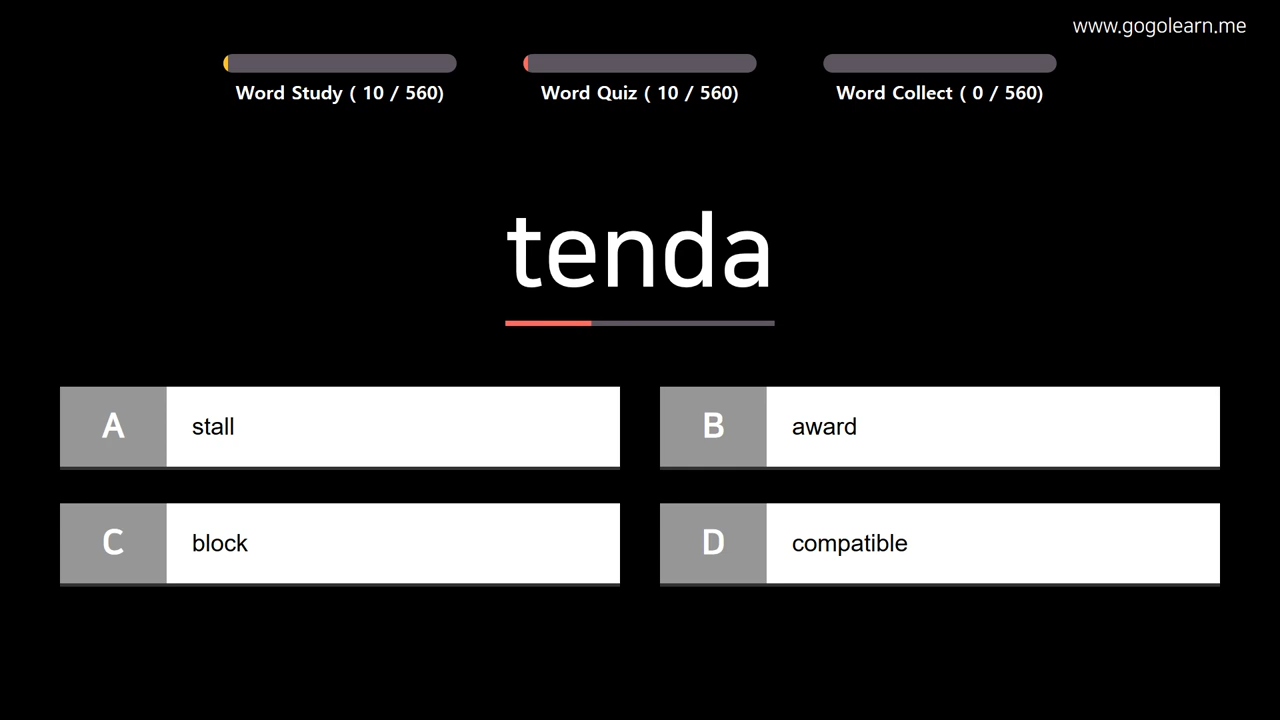 www.gogolearn.me
Word Study ( 10 / 560)
Word Quiz ( 10 / 560)
Word Collect ( 0 / 560)
tenda
A stall
B award
C block
D compatible